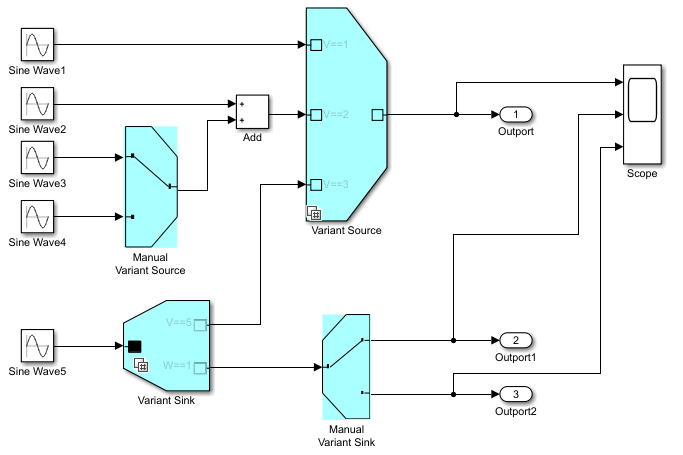 Sine Wave1
V==1
Sine Wave2
+
+
Add
V==2
1
Outport
Scope
Sine Wave3
V==3
Sine Wave4
Manual
Variant Source
Variant Source
V==5
Sine Wave5
W==1
Variant Sink
2
Outport1
3
Outport2
Manual
Variant Sink